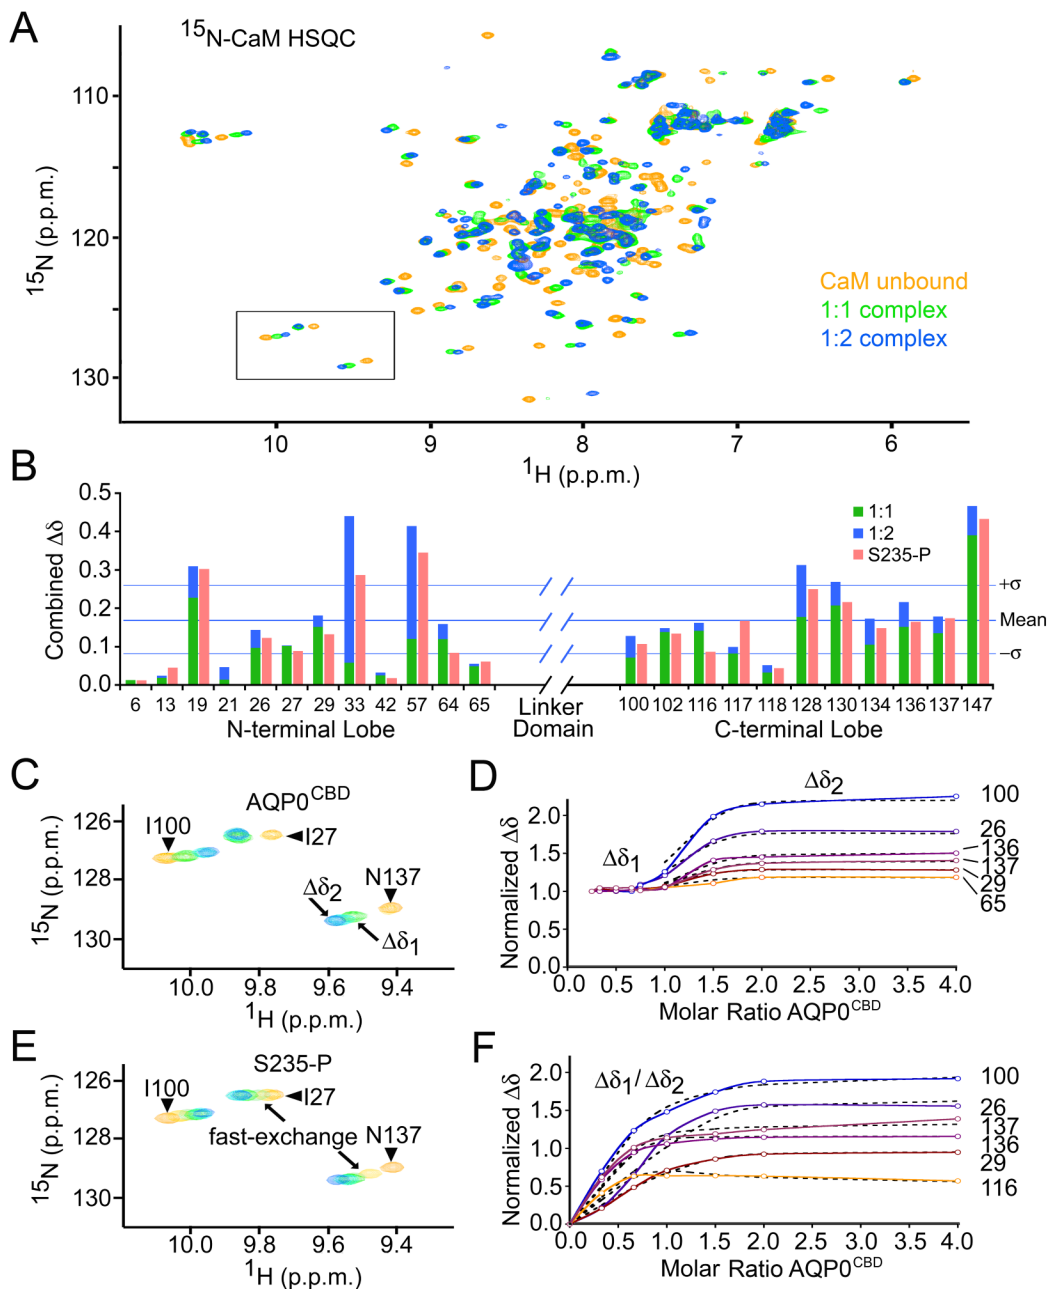 A
15N-CaM HSQC
110
120
130
15N (p.p.m.)
CaM unbound
1:1 complex
1:2 complex
10 9 8 7 6
1H (p.p.m.)
B
0.5
0.4
0.3
0.2
0.1
0.0
Combined Δδ
1:1
1:2
S235-P
+σ
Mean
−σ
6 13 19 21 26 27 29 33 42 57 64 65
Linker
Domain
100 102 116 117 118 128 130 134 136 137 147
N-terminal Lobe
C-terminal Lobe
C
AQP0CBD
126
128
130
15N (p.p.m.)
I100
I27
N137
Δδ2
Δδ1
10.0 9.8 9.6 9.4
1H (p.p.m.)
D
Δδ2
Δδ1
2.0
1.5
1.0
0.5
0.0
Normalized Δδ
100
26
136
137
29
65
0.0 0.5 1.0 1.5 2.0 2.5 3.0 3.5 4.0
Molar Ratio AQP0CBD
E
S235-P
126
128
130
15N (p.p.m.)
I100
I27
fast-exchange
N137
10.0 9.8 9.6 9.4
1H (p.p.m.)
F
Δδ1/Δδ2
2.0
1.5
1.0
0.5
0.0
Normalized Δδ
100
26
137
136
29
116
0.0 0.5 1.0 1.5 2.0 2.5 3.0 3.5 4.0
Molar Ratio AQP0CBD